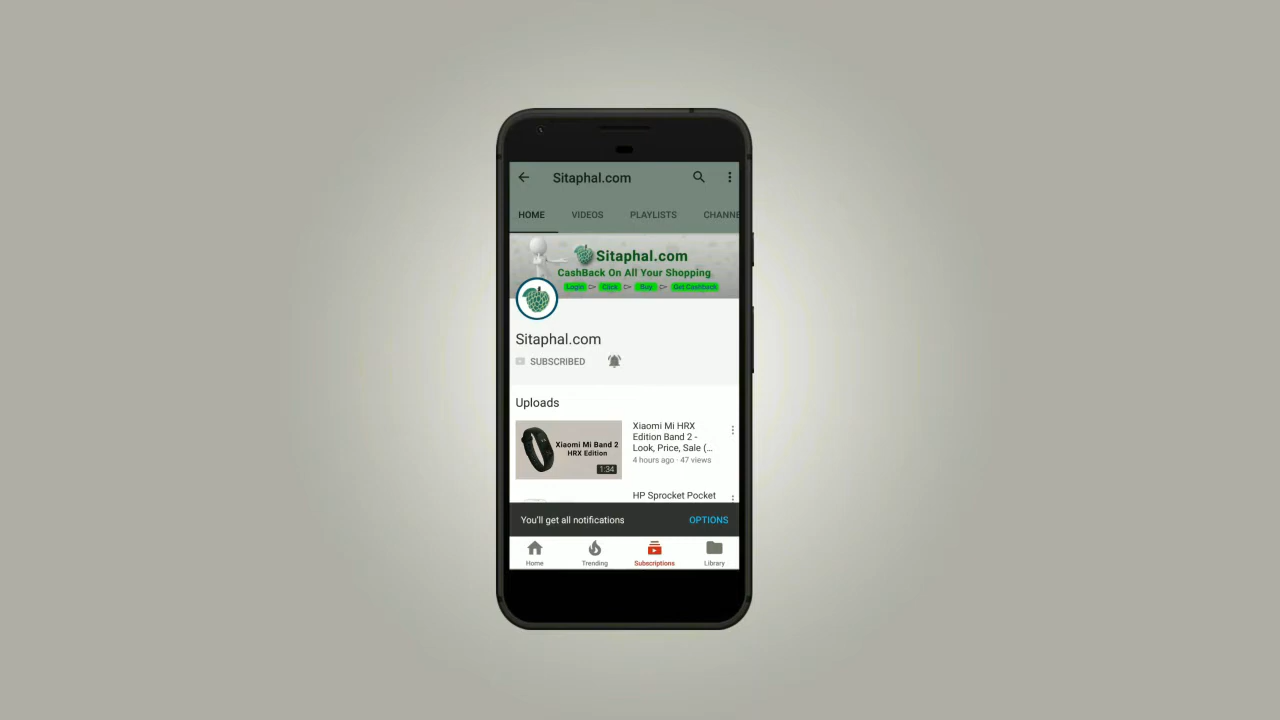 Sitaphal.com
HOME VIDEOS PLAYLISTS CHANNE
Sitaphal.com
CashBack On All Your Shopping
Login Click Buy Get Cashback
Sitaphal.com
SUBSCRIBED
Uploads
Xiaomi Mi Band 2
HRX Edition
1:34
Xiaomi Mi HRX
Edition Band 2 -
Look, Price, Sale (...
4 hours ago · 47 views
HP Sprocket Pocket
You'll get all notifications OPTIONS
Home Trending Subscriptions Library